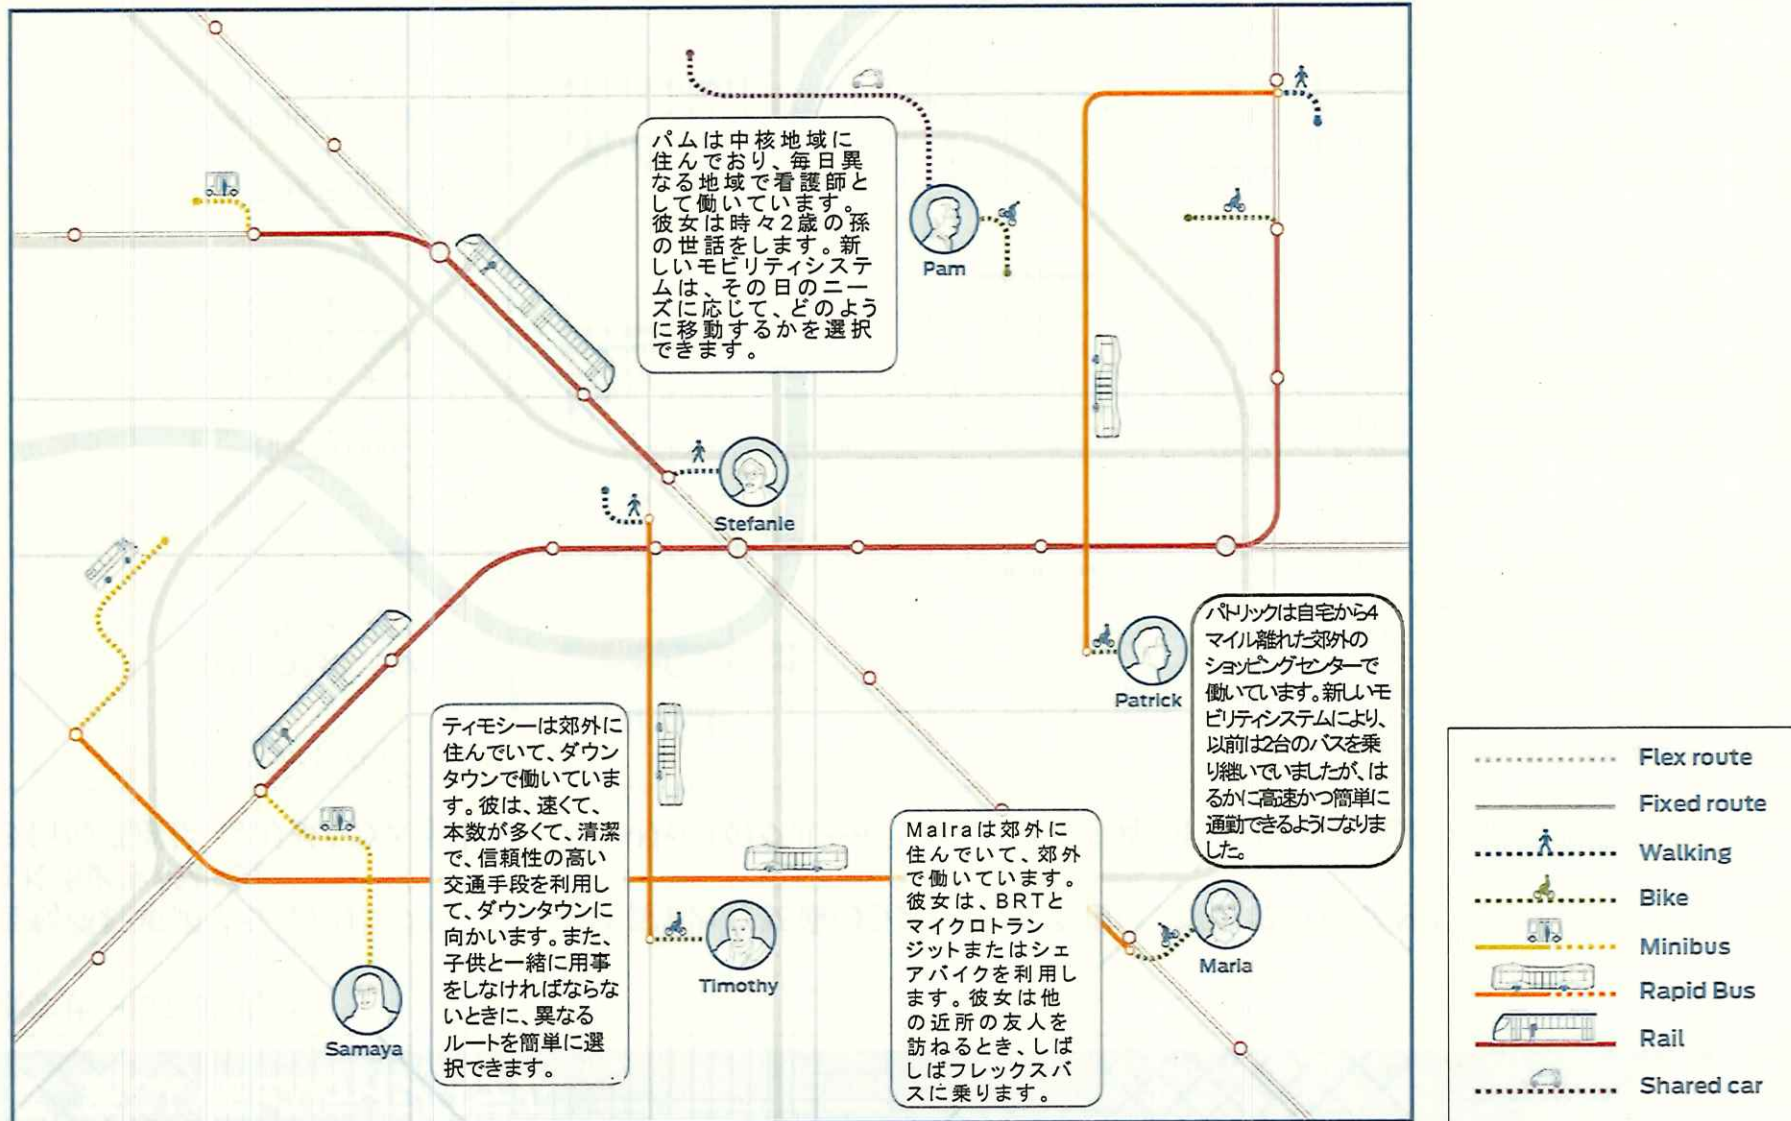 パムは中核地域に
住んでおり、毎日異
なる地域で看護師と
して働いています。
彼女は時々2歳の孫
の世話をします。新
しいモビリティシステ
ムは、その日のニー
ズに応じて、どのよう
に移動するかを選択
できます。
Pam
Stefanie
Patrick
パトリックは自宅から4
マイル離れた郊外の
ショッピングセンターで
働いています。新しいモ
ビリティシステムにより、
以前は2台のバスを乗
り継いでいましたが、は
るかに高速かつ簡単に
通勤できるようになりま
した。
ティモシーは郊外に
住んでいて、ダウン
タウンで働いていま
す。彼は、速くて、
本数が多くて、清潔
で、信頼性の高い
交通手段を利用し
て、ダウンタウンに
向かいます。また、
子供と一緒に用事
をしなければならな
いときに、異なる
ルートを簡単に選
択できます。
Samaya
Timothy
Malraは郊外に
住んでいて、郊外
で働いています。
彼女は、BRTと
マイクロトラン
ジットまたはシェ
アバイクを利用し
ます。彼女は他
の近所の友人を
訪ねるとき、しば
しばフレックスバ
スに乗ります。
Maria
Flex route
Fixed route
Walking
Bike
Minibus
Rapid Bus
Rail
Shared car